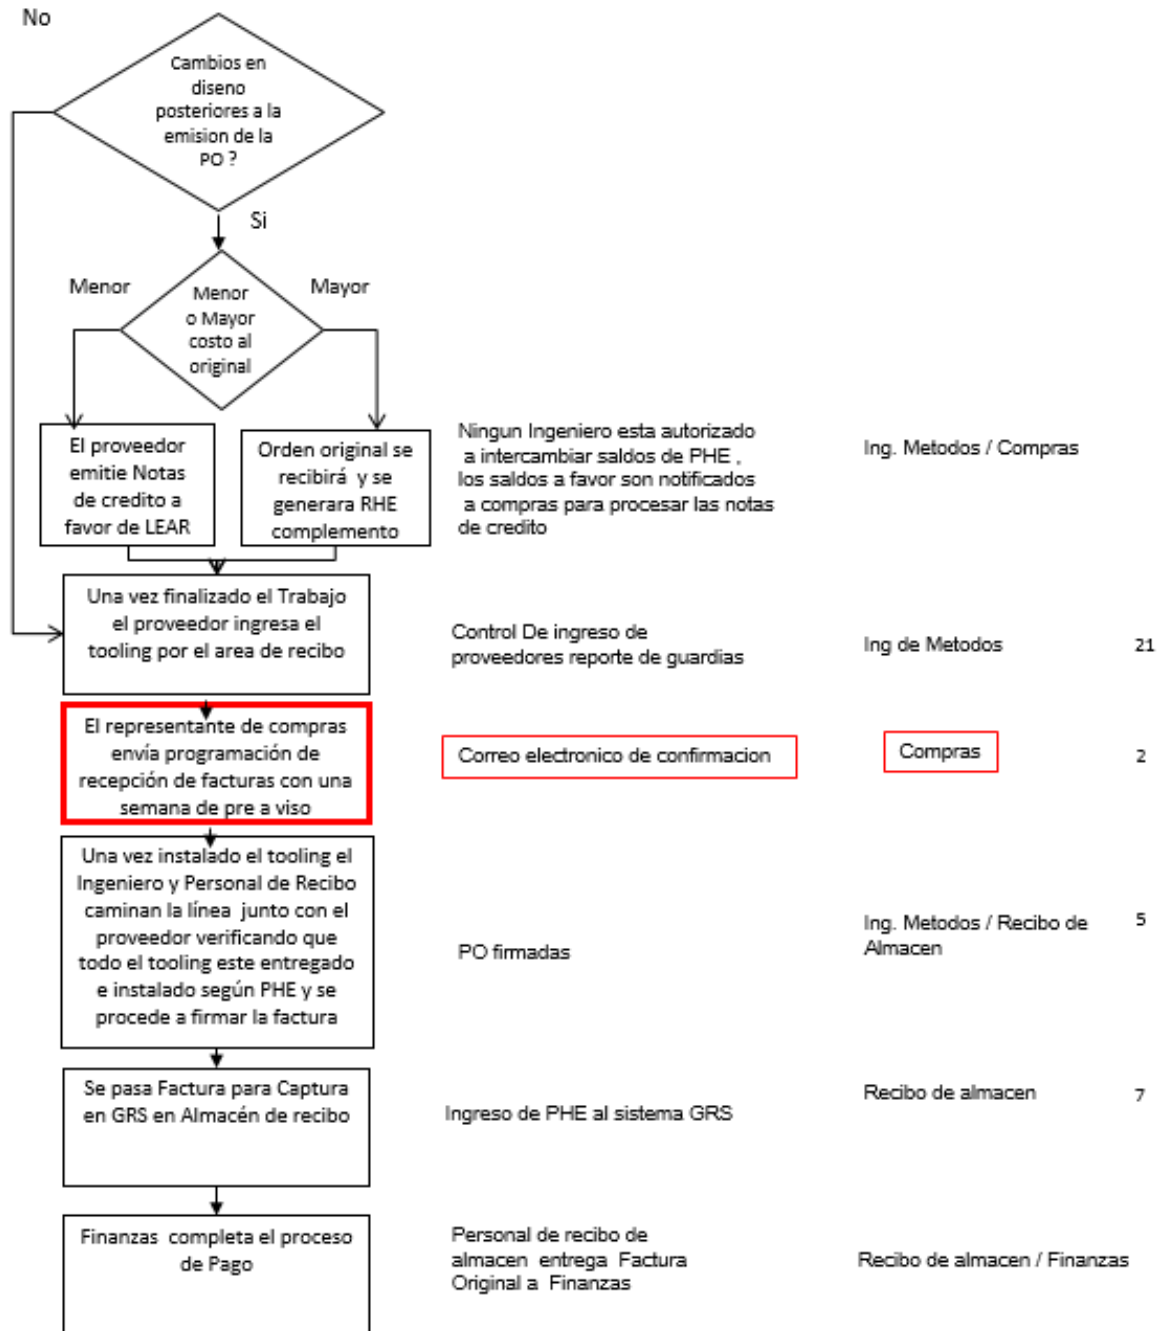 No
Cambios en
diseno
posteriores a la
emision de la
PO ?
Si
Menor
Mayor
Menor
o Mayor
costo al
original
El proveedor
emitie Notas
de credito a
favor de LEAR
Orden original se
recibirá y se
generara RHE
complemento
Ningun Ingeniero esta autorizado
a intercambiar saldos de PHE ,
los saldos a favor son notificados
a compras para procesar las notas
de credito
Ing. Metodos / Compras
Una vez finalizado el Trabajo
el proveedor ingresa el
tooling por el area de recibo
Control De ingreso de
proveedores reporte de guardias
Ing de Metodos
21
El representante de compras
envía programación de
recepción de facturas con una
semana de pre a viso
Correo electronico de confirmacion
Compras
2
Una vez instalado el tooling el
Ingeniero y Personal de Recibo
caminan la línea junto con el
proveedor verificando que
todo el tooling este entregado
e instalado según PHE y se
procede a firmar la factura
PO firmadas
Ing. Metodos / Recibo de
Almacen
5
Se pasa Factura para Captura
en GRS en Almacén de recibo
Ingreso de PHE al sistema GRS
Recibo de almacen
7
Finanzas completa el proceso
de Pago
Personal de recibo de
almacen entrega Factura
Original a Finanzas
Recibo de almacen / Finanzas